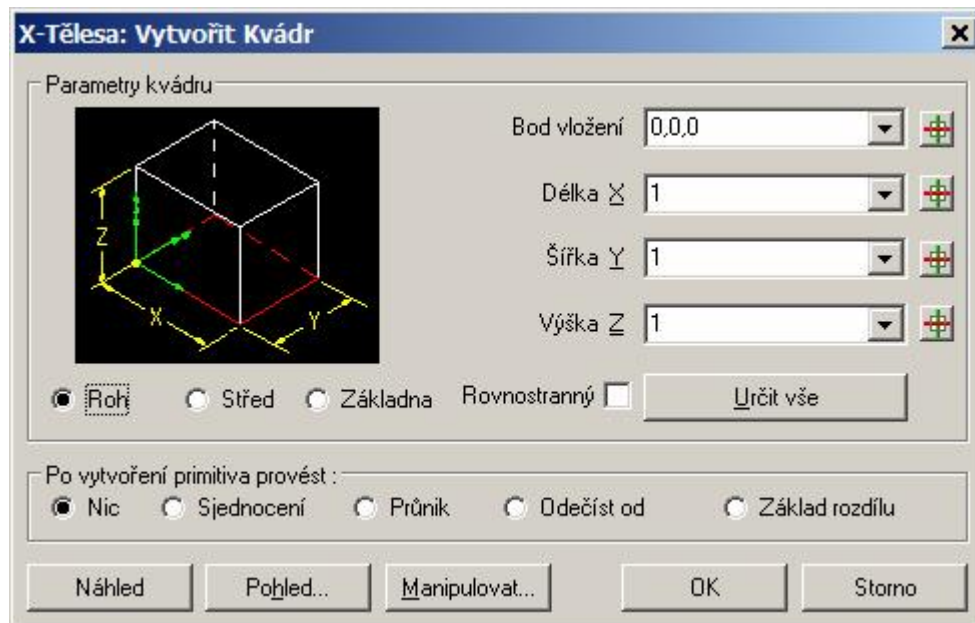 X-Tělesa: Vytvořit Kvádr
Parametry kvádru
Z
X
Y
Bod vložení 0,0,0
Délka X 1
Šířka Y 1
Výška Z 1
Roh Střed Základna Rovnostranný Určit vše
Po vytvoření primitiva provést :
Nic Sjednocení Průnik Odečíst od Základ rozdílu
Náhled Pohled... Manipulovat... OK Storno